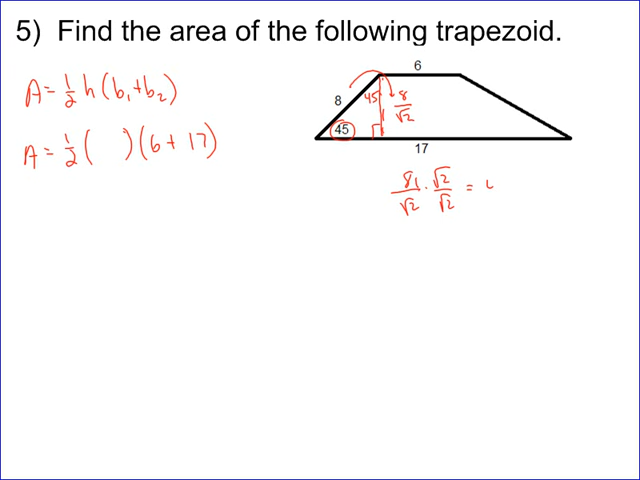 5) Find the area of the following trapezoid.
6
A = 1/2 h (b₁ + b₂)
8
45
8/√2
45
A = 1/2 ( ) (6 + 17)
17
8/√2 · √2/√2 =